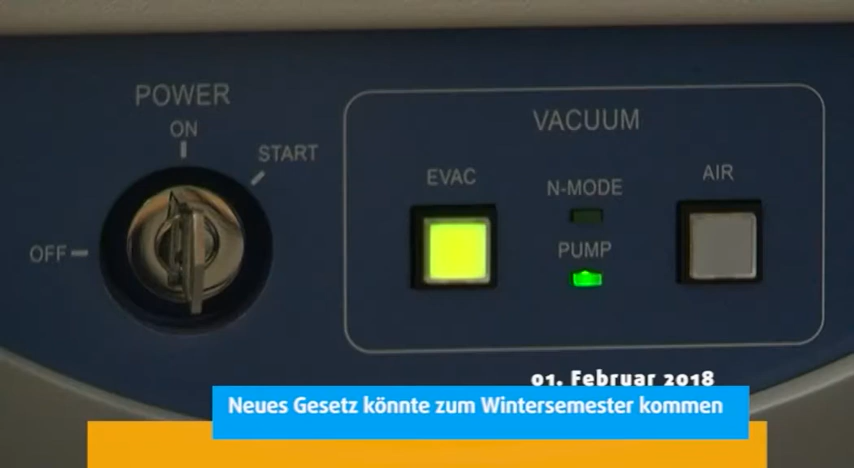 POWER
ON
START
OFF
VACUUM
EVAC
N-MODE
AIR
PUMP
01. Februar 2018
Neues Gesetz könnte zum Wintersemester kommen